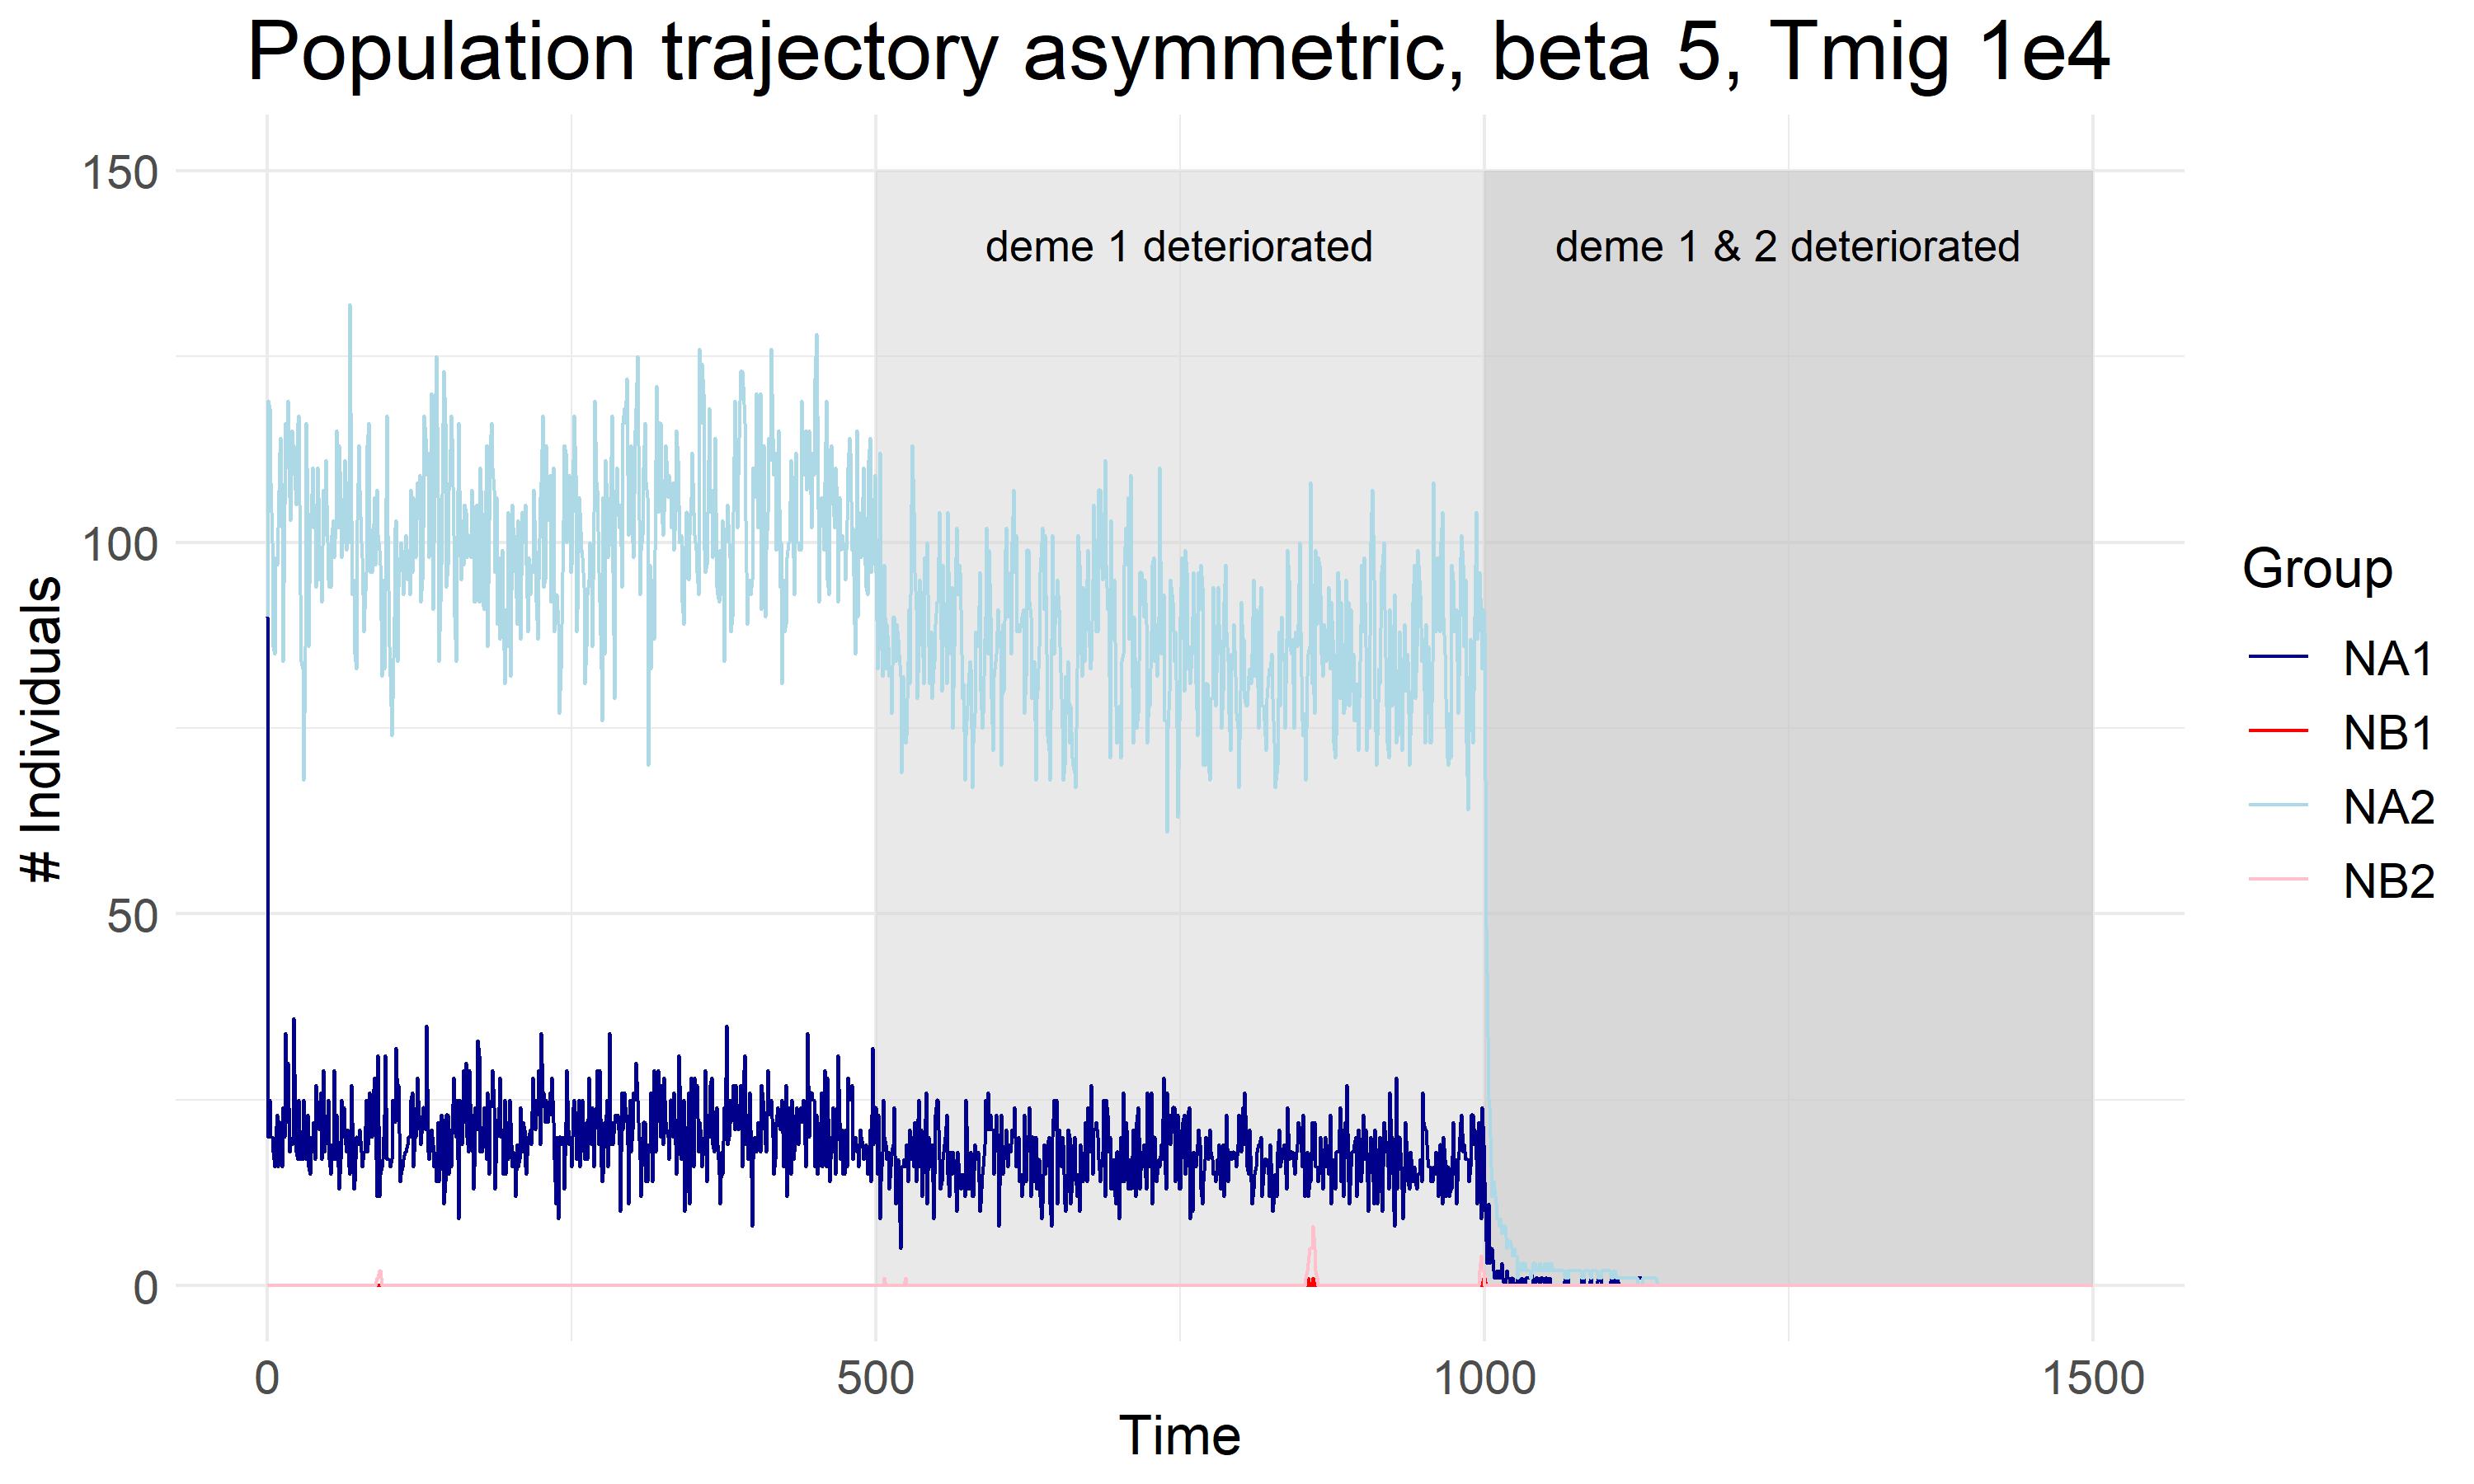 Population trajectory asymmetric, beta 5, Tmig 1e4
150
100
50
0
# Individuals
deme 1 deteriorated
deme 1 & 2 deteriorated
0
500
1000
1500
Time
Group
NA1
NB1
NA2
NB2